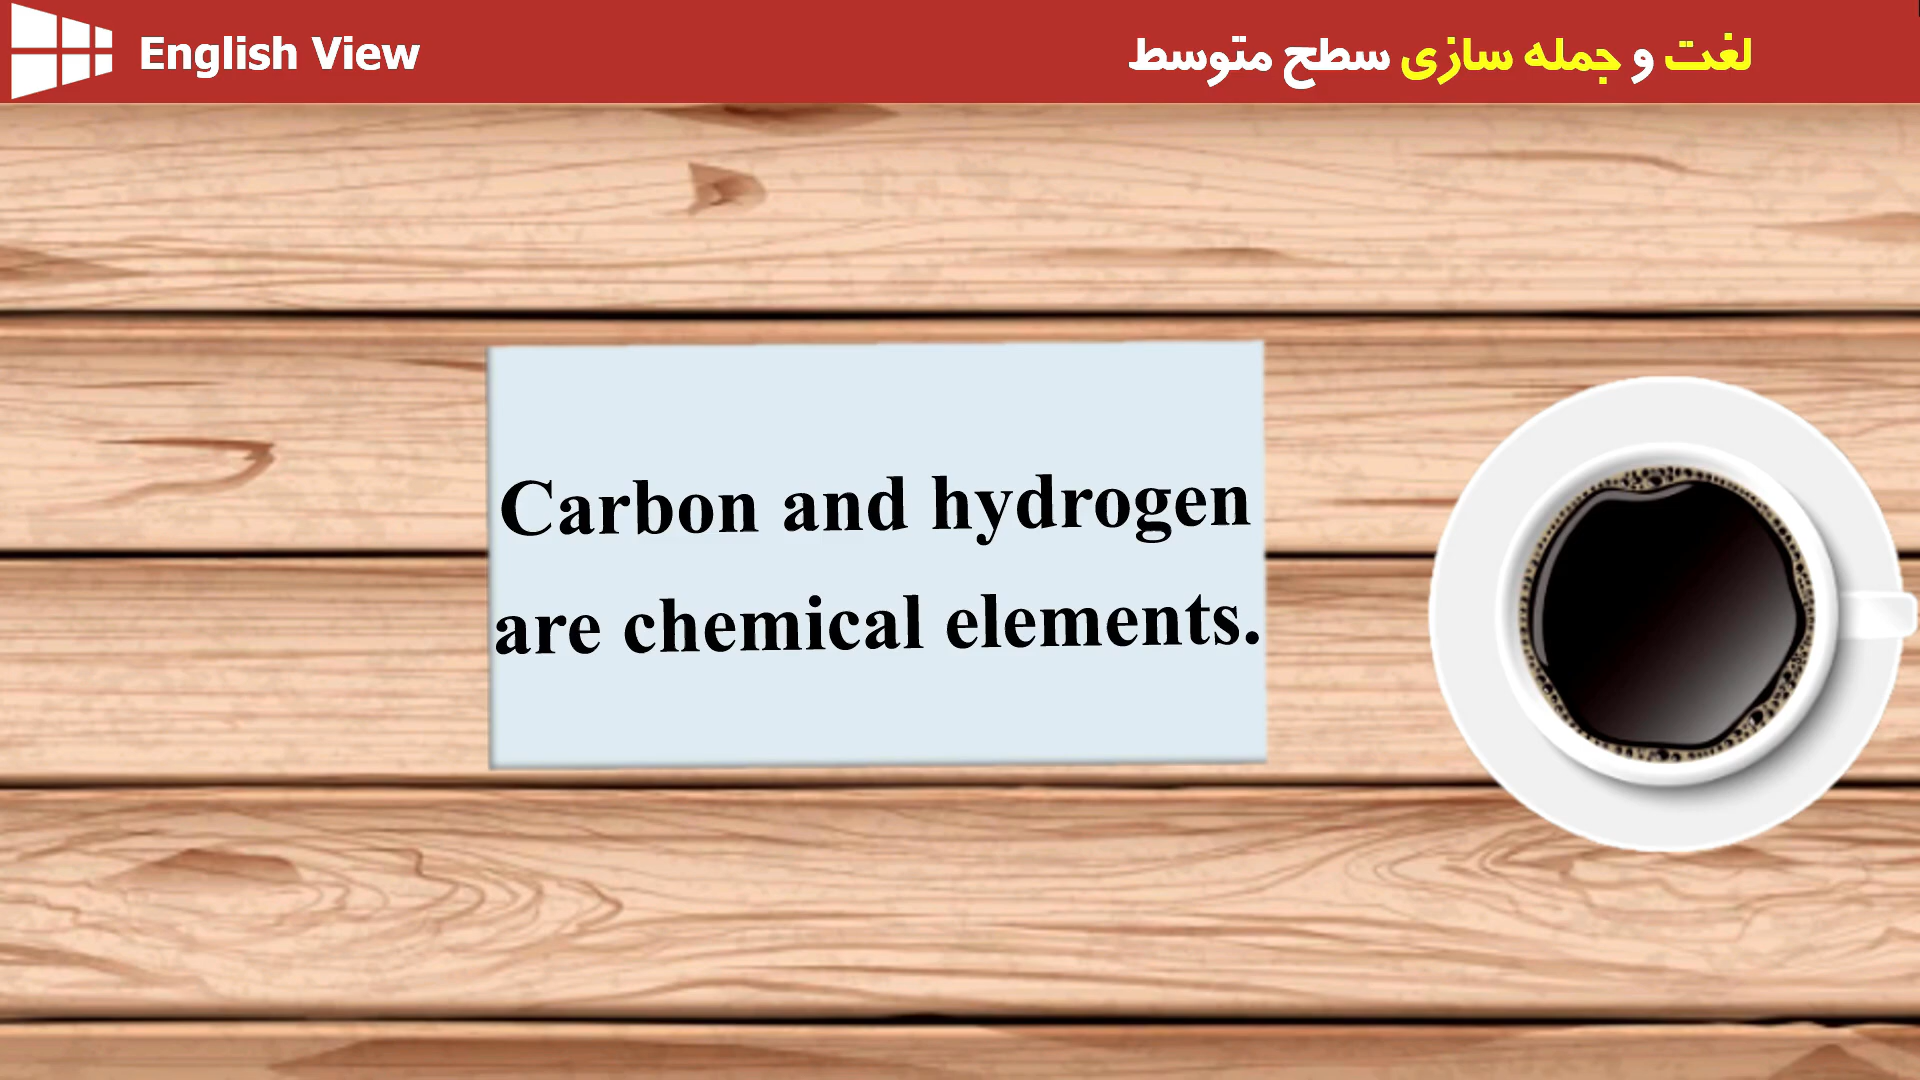 English View
لغت و جمله سازی سطح متوسط
Carbon and hydrogen
are chemical elements.